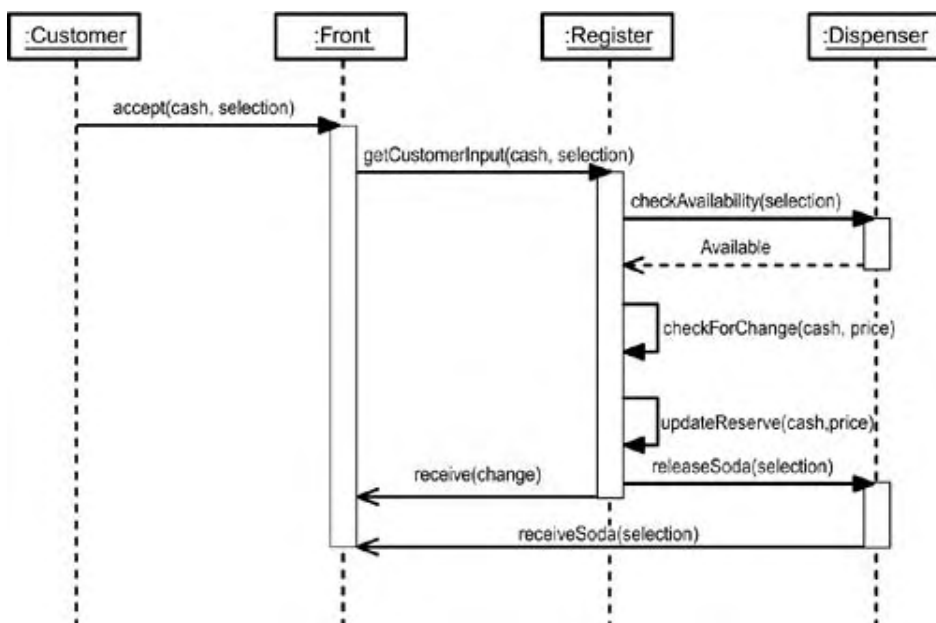 :Customer
:Front
:Register
:Dispenser
accept(cash, selection)
getCustomerInput(cash, selection)
checkAvailability(selection)
Available
checkForChange(cash, price)
updateReserve(cash,price)
releaseSoda(selection)
receive(change)
receiveSoda(selection)